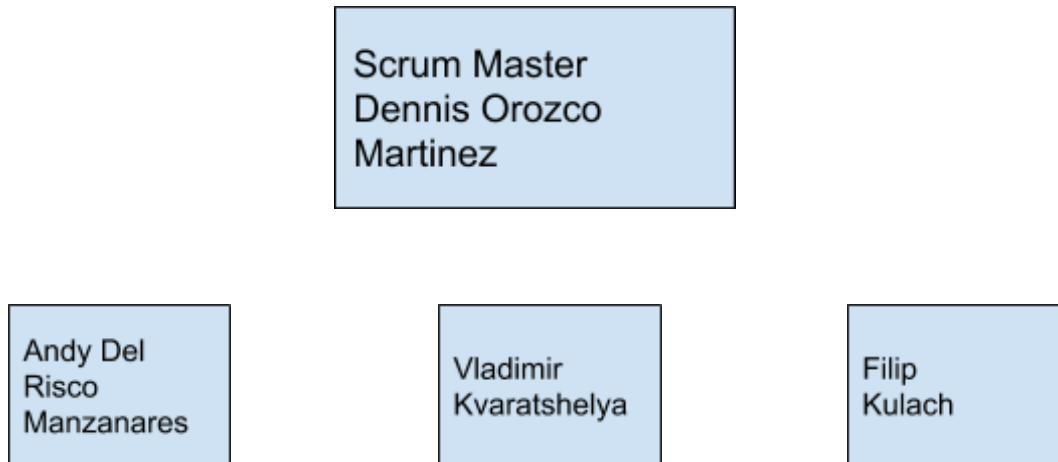 Scrum Master
Dennis Orozco
Martinez
Andy Del
Risco
Manzanares
Vladimir
Kvaratshelya
Filip
Kulach